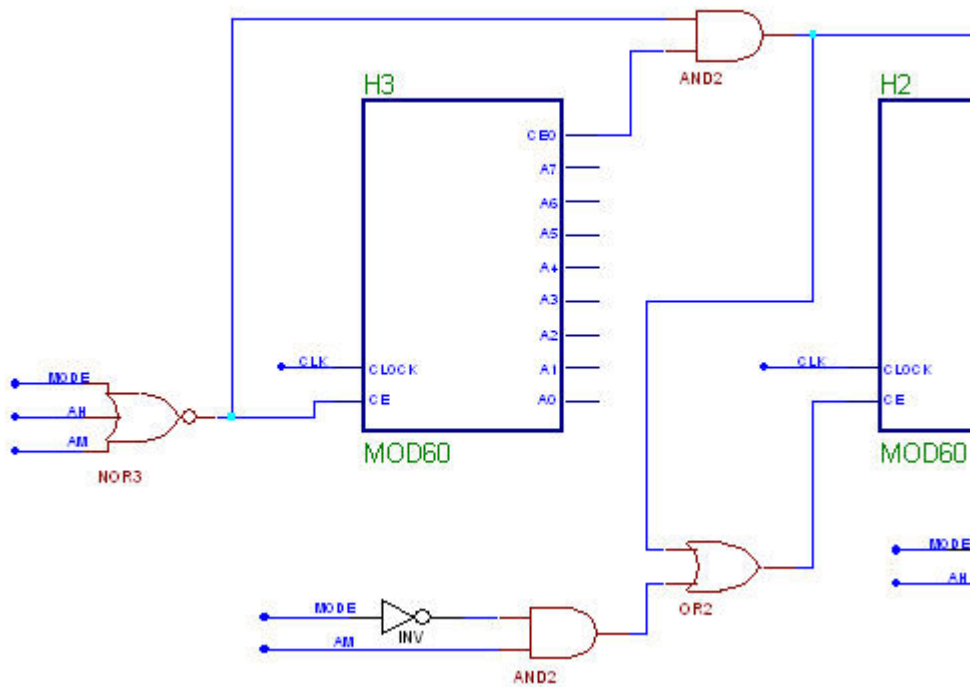 AND2
H3
H2
CEO
A7
A6
A5
A4
A3
A2
CLK
CLOCK
A1
CLK
CLOCK
MODE
CE
A0
CE
AH
AM
MOD60
MOD60
NOR3
MODE
AH
OR2
MODE
INV
AM
AND2